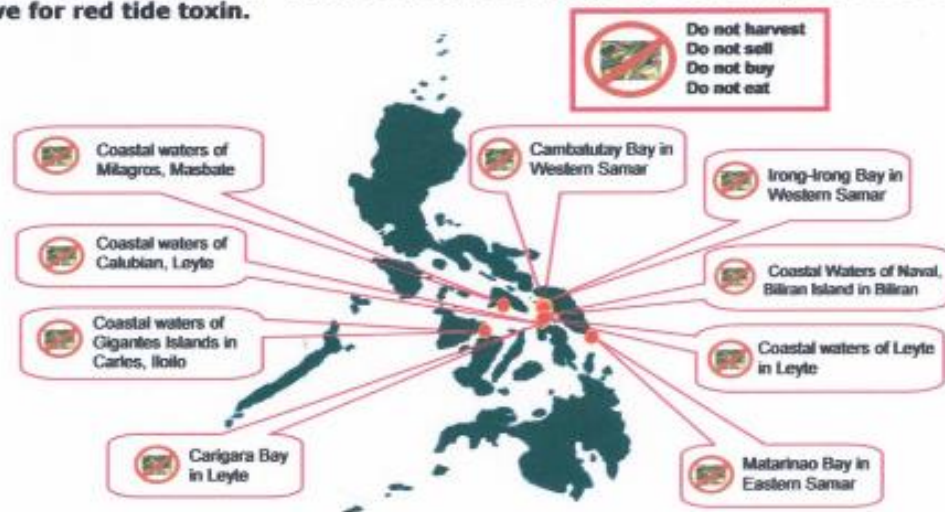 ve for red tide toxin.
Do not harvest
Do not sell
Do not buy
Do not eat
Coastal waters of
Milagros, Masbate
Cambatutay Bay in
Western Samar
Irong-Irong Bay in
Western Samar
Coastal waters of
Calubian, Leyte
Coastal Waters of Naval,
Biliran Island in Biliran
Coastal waters of
Gigantes Islands in
Carles, Iloilo
Coastal waters of Leyte
in Leyte
Carigara Bay
in Leyte
Matarinao Bay in
Eastern Samar